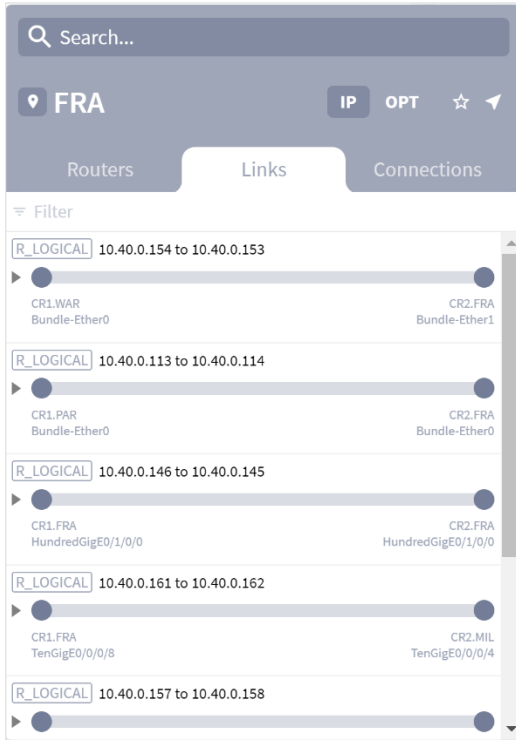 Search...
FRA IP OPT
Routers Links Connections
Filter
R_LOGICAL 10.40.0.154 to 10.40.0.153
CR1.WAR CR2.FRA
Bundle-Ether0 Bundle-Ether1
R_LOGICAL 10.40.0.113 to 10.40.0.114
CR1.PAR CR2.FRA
Bundle-Ether0 Bundle-Ether0
R_LOGICAL 10.40.0.146 to 10.40.0.145
CR1.FRA CR2.FRA
HundredGigE0/1/0/0 HundredGigE0/1/0/0
R_LOGICAL 10.40.0.161 to 10.40.0.162
CR1.FRA CR2.MIL
TenGigE0/0/0/8 TenGigE0/0/0/4
R_LOGICAL 10.40.0.157 to 10.40.0.158